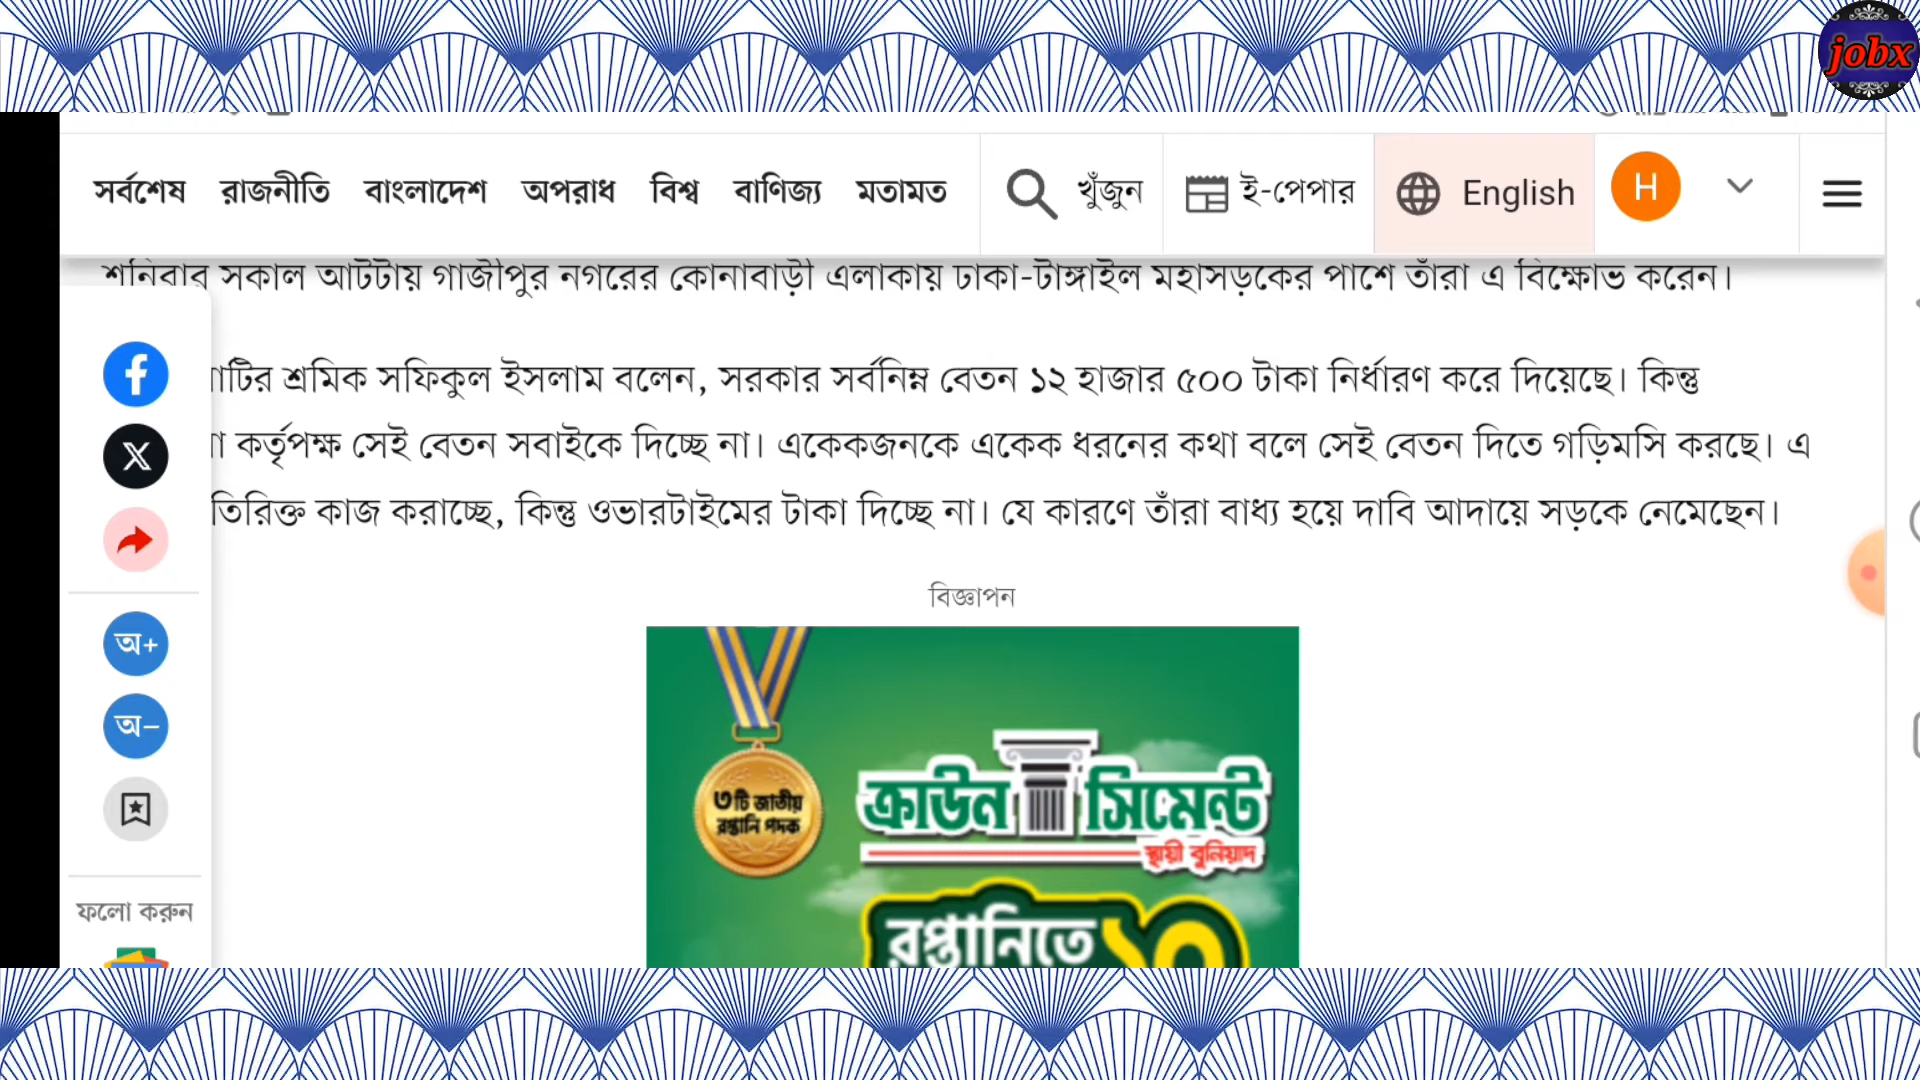 jobx
সর্বশেষ রাজনীতি বাংলাদেশ অপরাধ বিশ্ব বাণিজ্য মতামত খুঁজুন ই-পেপার English H
শনিবার সকাল আটটায় গাজীপুর নগরের কোনাবাড়ী এলাকায় ঢাকা-টাঙ্গাইল মহাসড়কের পাশে তাঁরা এ বিক্ষোভ করেন।
শ্রমিক সফিকুল ইসলাম বলেন, সরকার সর্বনিম্ন বেতন ১২ হাজার ৫০০ টাকা নির্ধারণ করে দিয়েছে। কিন্তু
কর্তৃপক্ষ সেই বেতন সবাইকে দিচ্ছে না। একেকজনকে একেক ধরনের কথা বলে সেই বেতন দিতে গড়িমসি করছে। এ
কাজ করাচ্ছে, কিন্তু ওভারটাইমের টাকা দিচ্ছে না। যে কারণে তাঁরা বাধ্য হয়ে দাবি আদায়ে সড়কে নেমেছেন।
অ+
অ−
ফলো করুন
বিজ্ঞাপন
৩টি জাতীয়
রপ্তানি পদক
ক্রাউন সিমেন্ট
স্থায়ী বুনিয়াদ
রপ্তানিতে